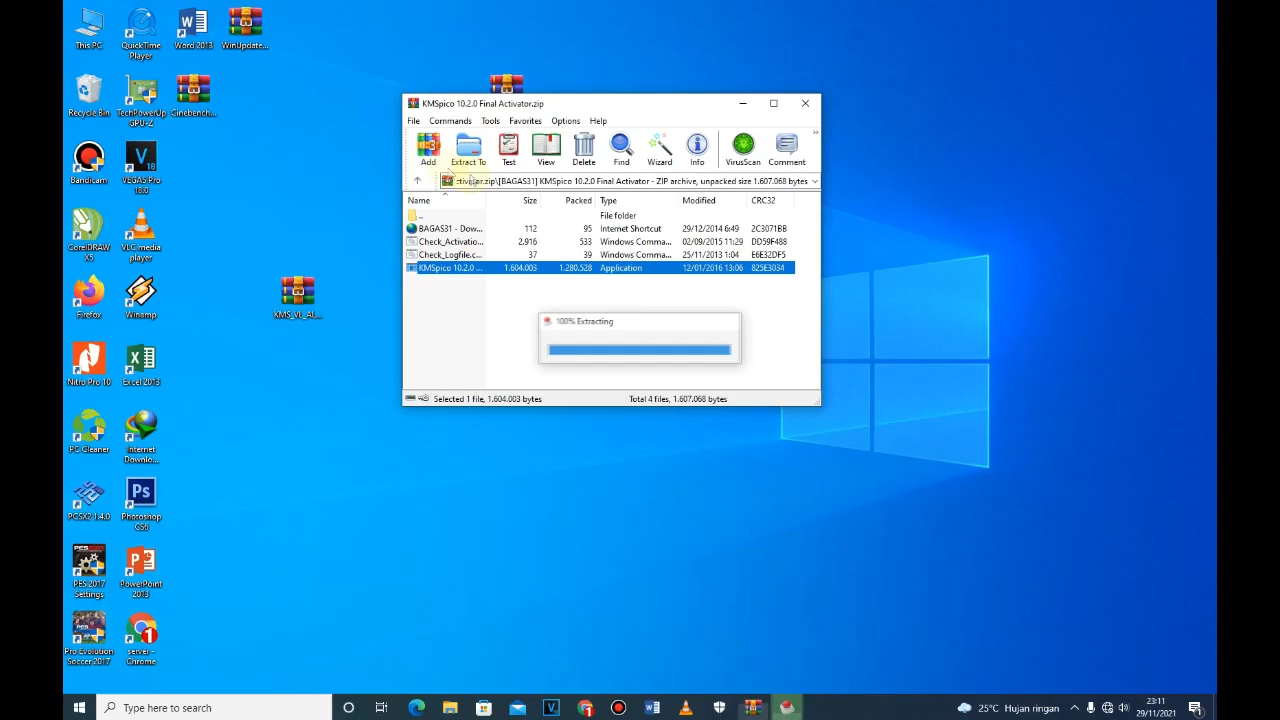 This PC
QuickTime Player
Word 2013
WinUpdate...
Recycle Bin
TechPowerUp GPU-Z
Cinebench...
Bandicam
VEGAS Pro 18.0
CorelDRAW X5
VLC media player
Firefox
Winamp
KMS_VL_AL...
Nitro Pro 10
Excel 2013
PC Cleaner
Internet Downlo...
PCSX2 1.4.0
Photoshop CS6
PES 2017 Settings
PowerPoint 2013
Pro Evolution Soccer 2017
server - Chrome
KMSpico 10.2.0 Final Activator.zip
File Commands Tools Favorites Options Help
Add Extract To Test View Delete Find Wizard Info VirusScan Comment
ctivator.zip\[BAGAS31] KMSpico 10.2.0 Final Activator - ZIP archive, unpacked size 1.607.068 bytes
Name Size Packed Type Modified CRC32
.. File folder
BAGAS31 - Dow... 112 95 Internet Shortcut 29/12/2014 6:49 2C3071BB
Check_Activatio... 2.916 533 Windows Comma... 02/09/2015 11:29 DD59F488
Check_Logfile.c... 37 39 Windows Comma... 25/11/2013 1:04 E6E32DF5
KMSpico 10.2.0 ... 1.604.003 1.280.528 Application 12/01/2016 13:06 825E3034
100% Extracting
Selected 1 file, 1.604.003 bytes Total 4 files, 1.607.068 bytes
Type here to search
25°C Hujan ringan
23:11
29/11/2021